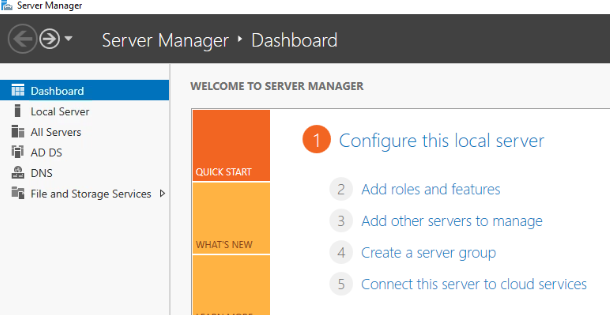 Server Manager
Server Manager • Dashboard
Dashboard
Local Server
All Servers
AD DS
DNS
File and Storage Services
WELCOME TO SERVER MANAGER
QUICK START
WHAT'S NEW
1 Configure this local server
2 Add roles and features
3 Add other servers to manage
4 Create a server group
5 Connect this server to cloud services